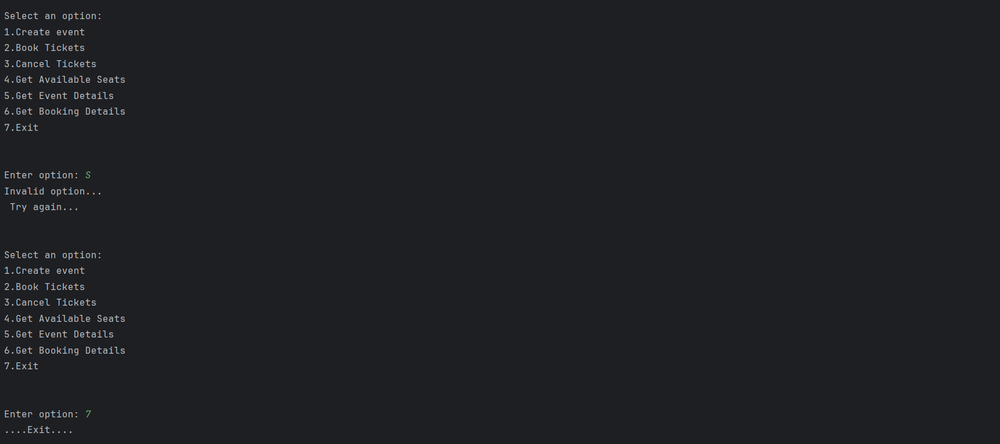 Select an option:
1.Create event
2.Book Tickets
3.Cancel Tickets
4.Get Available Seats
5.Get Event Details
6.Get Booking Details
7.Exit
Enter option: S
Invalid option...
 Try again...
Select an option:
1.Create event
2.Book Tickets
3.Cancel Tickets
4.Get Available Seats
5.Get Event Details
6.Get Booking Details
7.Exit
Enter option: 7
....Exit....